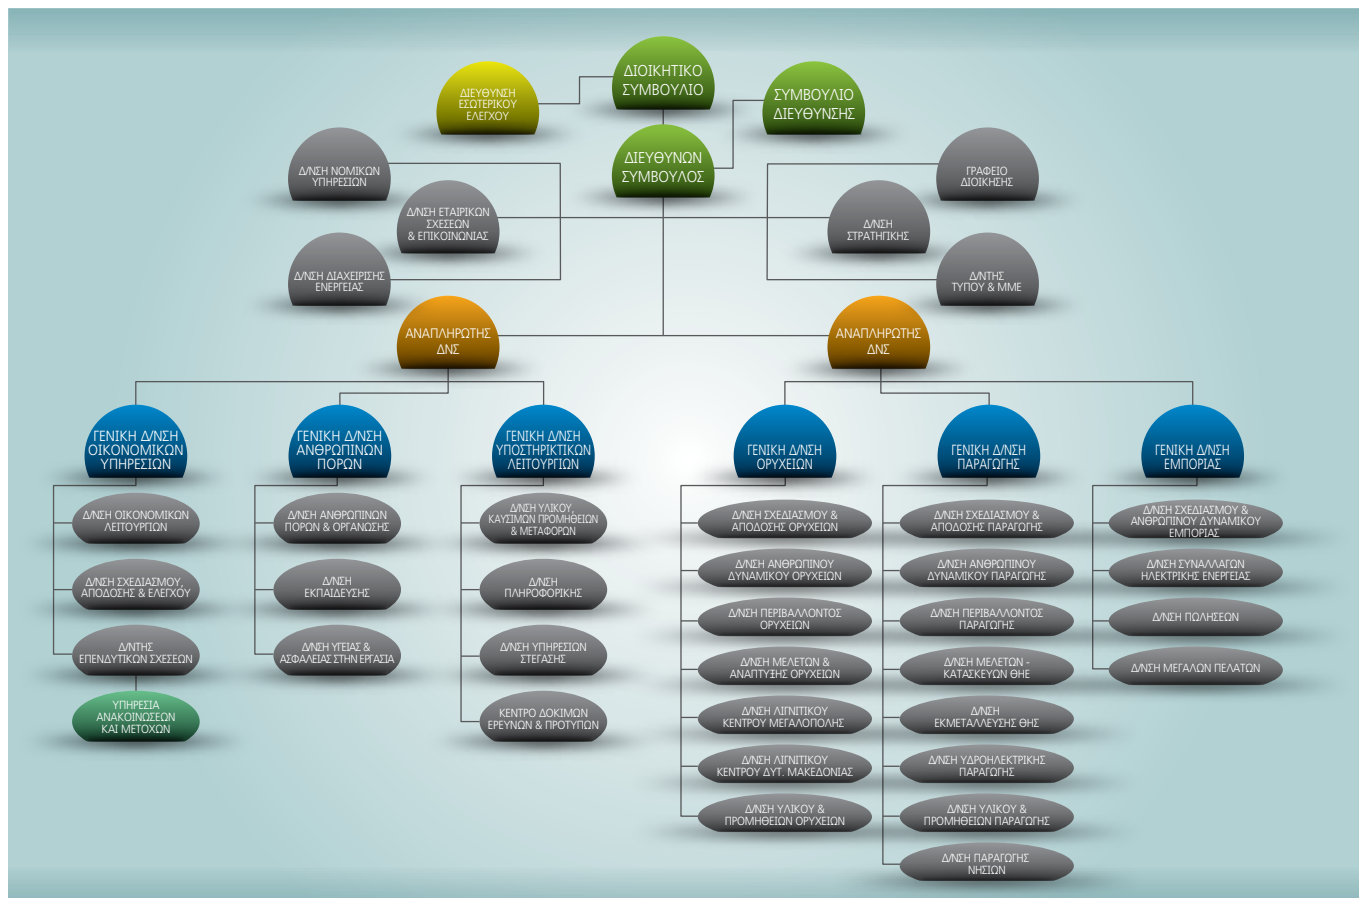 ΔΙΟΙΚΗΤΙΚΟ
ΣΥΜΒΟΥΛΙΟ
ΔΙΕΥΘΥΝΣΗ
ΕΣΩΤΕΡΙΚΟΥ
ΕΛΕΓΧΟΥ
ΣΥΜΒΟΥΛΙΟ
ΔΙΕΥΘΥΝΣΗΣ
ΔΙΕΥΘΥΝΩΝ
ΣΥΜΒΟΥΛΟΣ
Δ/ΝΣΗ ΝΟΜΙΚΩΝ
ΥΠΗΡΕΣΙΩΝ
ΓΡΑΦΕΙΟ
ΔΙΟΙΚΗΣΗΣ
Δ/ΝΣΗ ΕΤΑΙΡΙΚΩΝ
ΣΧΕΣΕΩΝ
& ΕΠΙΚΟΙΝΩΝΙΑΣ
Δ/ΝΣΗ
ΣΤΡΑΤΗΓΙΚΗΣ
Δ/ΝΣΗ ΔΙΑΧΕΙΡΙΣΗΣ
ΕΝΕΡΓΕΙΑΣ
Δ/ΝΤΗΣ
ΤΥΠΟΥ & ΜΜΕ
ΑΝΑΠΛΗΡΩΤΗΣ
ΔΝΣ
ΑΝΑΠΛΗΡΩΤΗΣ
ΔΝΣ
ΓΕΝΙΚΗ Δ/ΝΣΗ
ΟΙΚΟΝΟΜΙΚΩΝ
ΥΠΗΡΕΣΙΩΝ
ΓΕΝΙΚΗ Δ/ΝΣΗ
ΑΝΘΡΩΠΙΝΩΝ
ΠΟΡΩΝ
ΓΕΝΙΚΗ Δ/ΝΣΗ
ΥΠΟΣΤΗΡΙΚΤΙΚΩΝ
ΛΕΙΤΟΥΡΓΙΩΝ
ΓΕΝΙΚΗ Δ/ΝΣΗ
ΟΡΥΧΕΙΩΝ
ΓΕΝΙΚΗ Δ/ΝΣΗ
ΠΑΡΑΓΩΓΗΣ
ΓΕΝΙΚΗ Δ/ΝΣΗ
ΕΜΠΟΡΙΑΣ
Δ/ΝΣΗ ΟΙΚΟΝΟΜΙΚΩΝ
ΛΕΙΤΟΥΡΓΙΩΝ
Δ/ΝΣΗ ΣΧΕΔΙΑΣΜΟΥ,
ΑΠΟΔΟΣΗΣ & ΕΛΕΓΧΟΥ
Δ/ΝΤΗΣ
ΕΠΕΝΔΥΤΙΚΩΝ ΣΧΕΣΕΩΝ
ΥΠΗΡΕΣΙΑ
ΑΝΑΚΟΙΝΩΣΕΩΝ
ΚΑΙ ΜΕΤΟΧΩΝ
Δ/ΝΣΗ ΑΝΘΡΩΠΙΝΩΝ
ΠΟΡΩΝ & ΟΡΓΑΝΩΣΗΣ
Δ/ΝΣΗ
ΕΚΠΑΙΔΕΥΣΗΣ
Δ/ΝΣΗ ΥΓΕΙΑΣ &
ΑΣΦΑΛΕΙΑΣ ΣΤΗΝ ΕΡΓΑΣΙΑ
Δ/ΝΣΗ ΥΛΙΚΟΥ,
ΚΑΥΣΙΜΩΝ ΠΡΟΜΗΘΕΙΩΝ
& ΜΕΤΑΦΟΡΩΝ
Δ/ΝΣΗ
ΠΛΗΡΟΦΟΡΙΚΗΣ
Δ/ΝΣΗ ΥΠΗΡΕΣΙΩΝ
ΣΤΕΓΑΣΗΣ
ΚΕΝΤΡΟ ΔΟΚΙΜΩΝ
ΕΡΕΥΝΩΝ & ΠΡΟΤΥΠΩΝ
Δ/ΝΣΗ ΣΧΕΔΙΑΣΜΟΥ &
ΑΠΟΔΟΣΗΣ ΟΡΥΧΕΙΩΝ
Δ/ΝΣΗ ΑΝΘΡΩΠΙΝΟΥ
ΔΥΝΑΜΙΚΟΥ ΟΡΥΧΕΙΩΝ
Δ/ΝΣΗ ΠΕΡΙΒΑΛΛΟΝΤΟΣ
ΟΡΥΧΕΙΩΝ
Δ/ΝΣΗ ΜΕΛΕΤΩΝ &
ΑΝΑΠΤΥΞΗΣ ΟΡΥΧΕΙΩΝ
Δ/ΝΣΗ ΛΙΓΝΙΤΙΚΟΥ
ΚΕΝΤΡΟΥ ΜΕΓΑΛΟΠΟΛΗΣ
Δ/ΝΣΗ ΛΙΓΝΙΤΙΚΟΥ
ΚΕΝΤΡΟΥ ΔΥΤ. ΜΑΚΕΔΟΝΙΑΣ
Δ/ΝΣΗ ΥΛΙΚΟΥ &
ΠΡΟΜΗΘΕΙΩΝ ΟΡΥΧΕΙΩΝ
Δ/ΝΣΗ ΣΧΕΔΙΑΣΜΟΥ &
ΑΠΟΔΟΣΗΣ ΠΑΡΑΓΩΓΗΣ
Δ/ΝΣΗ ΑΝΘΡΩΠΙΝΟΥ
ΔΥΝΑΜΙΚΟΥ ΠΑΡΑΓΩΓΗΣ
Δ/ΝΣΗ ΠΕΡΙΒΑΛΛΟΝΤΟΣ
ΠΑΡΑΓΩΓΗΣ
Δ/ΝΣΗ ΜΕΛΕΤΩΝ -
ΚΑΤΑΣΚΕΥΩΝ ΘΗΕ
Δ/ΝΣΗ
ΕΚΜΕΤΑΛΛΕΥΣΗΣ ΘΗΣ
Δ/ΝΣΗ ΥΔΡΟΗΛΕΚΤΡΙΚΗΣ
ΠΑΡΑΓΩΓΗΣ
Δ/ΝΣΗ ΥΛΙΚΟΥ &
ΠΡΟΜΗΘΕΙΩΝ ΠΑΡΑΓΩΓΗΣ
Δ/ΝΣΗ ΠΑΡΑΓΩΓΗΣ
ΝΗΣΙΩΝ
Δ/ΝΣΗ ΣΧΕΔΙΑΣΜΟΥ &
ΑΝΘΡΩΠΙΝΟΥ ΔΥΝΑΜΙΚΟΥ
ΕΜΠΟΡΙΑΣ
Δ/ΝΣΗ ΣΥΝΑΛΛΑΓΩΝ
ΗΛΕΚΤΡΙΚΗΣ ΕΝΕΡΓΕΙΑΣ
Δ/ΝΣΗ ΠΩΛΗΣΕΩΝ
Δ/ΝΣΗ ΜΕΓΑΛΩΝ ΠΕΛΑΤΩΝ